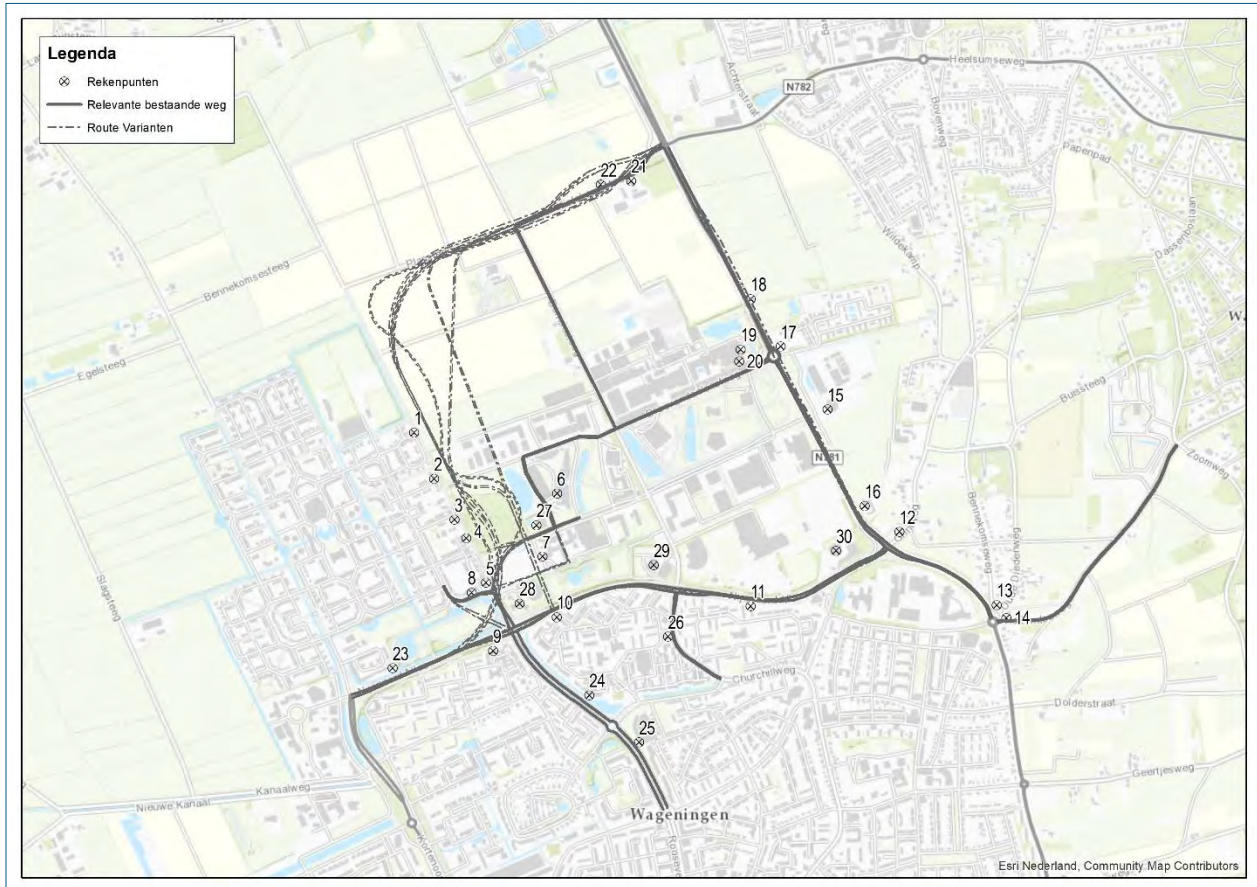 Legenda
Rekenpunten
Relevante bestaande weg
Route Varianten
Heelsumseweg
N782
Achterstraat
Bovenweg
Papenpad
Dassenboslaan
Wildekamp
22
21
Bennekomsesteeg
18
19
17
20
Egelsteeg
15
Buissteeg
1
Zoomweg
N781
2
6
16
3
27
12
Bennekomseweg
4
7
30
29
Diedenweg
5
8
28
13
Slagsteeg
10
11
14
26
9
23
Churchillweg
24
Dolderstraat
25
Geertjesweg
Kanaalweg
Nieuwe Kanaal
Wageningen
Esri Nederland, Community Map Contributors